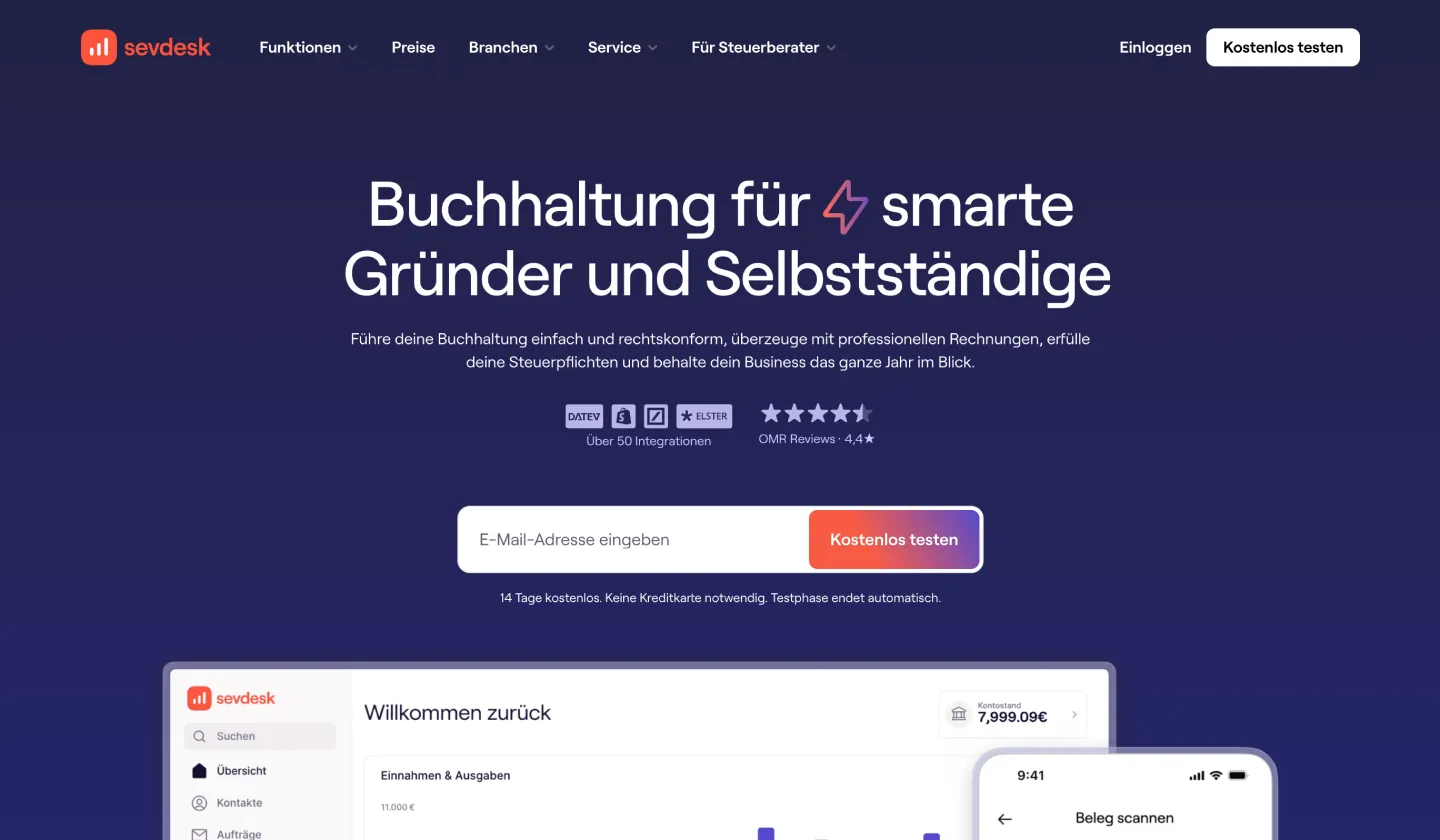 sevdesk
Funktionen
Preise
Branchen
Service
Für Steuerberater
Einloggen
Kostenlos testen
Buchhaltung für smarte
Gründer und Selbstständige
Führe deine Buchhaltung einfach und rechtskonform, überzeuge mit professionellen Rechnungen, erfülle
deine Steuerpflichten und behalte dein Business das ganze Jahr im Blick.
DATEV
ELSTER
Über 50 Integrationen
OMR Reviews · 4,4★
E-Mail-Adresse eingeben
Kostenlos testen
14 Tage kostenlos. Keine Kreditkarte notwendig. Testphase endet automatisch.
sevdesk
Suchen
Übersicht
Kontakte
Aufträge
Willkommen zurück
Kontostand
7,999.09€
Einnahmen & Ausgaben
11.000 €
9:41
Beleg scannen